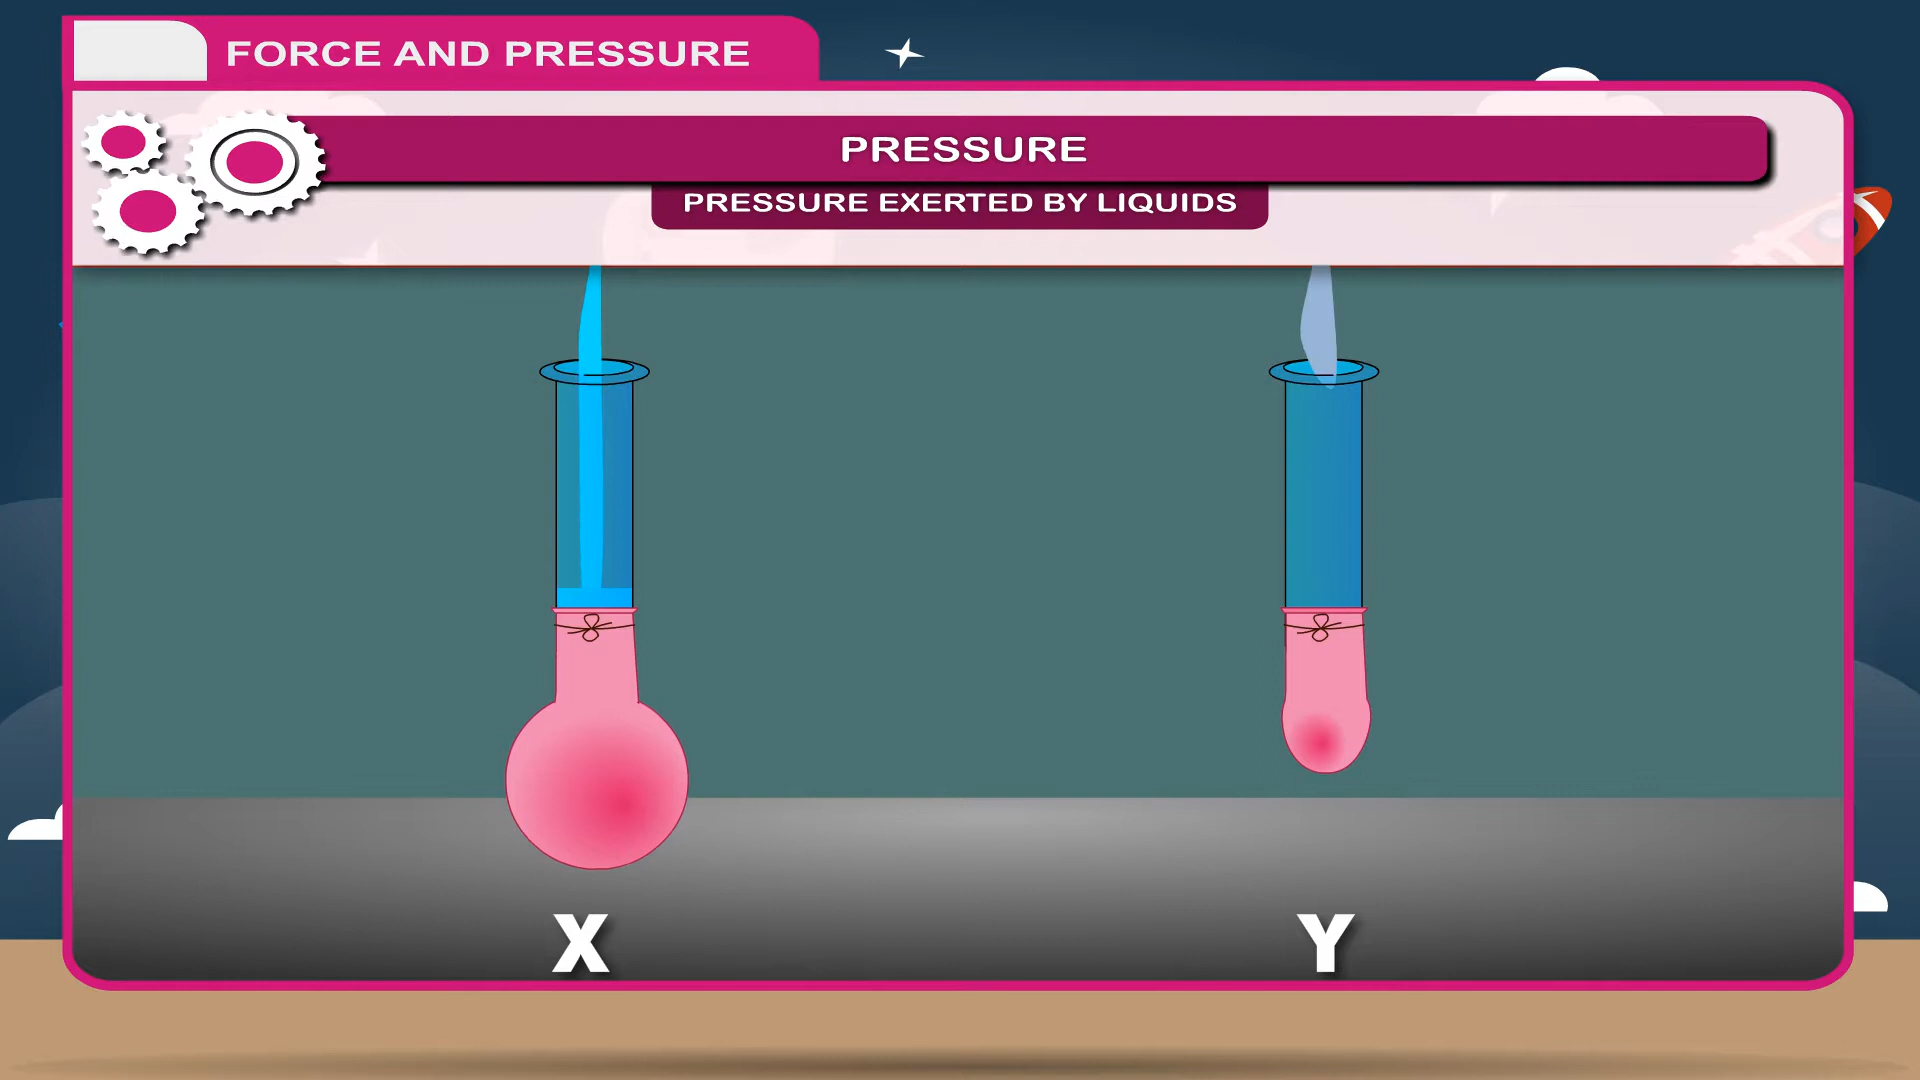 FORCE AND PRESSURE
PRESSURE
PRESSURE EXERTED BY LIQUIDS
X
Y